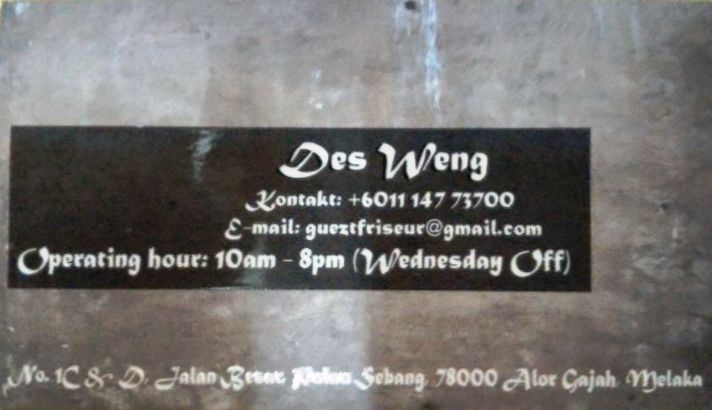 Des Weng
Kontakt: +6011 147 73700
E-mail: gueztfriseur@gmail.com
Operating hour: 10am - 8pm (Wednesday Off)
No. 1C & D, Jalan Besar, Pulau Sebang, 78000 Alor Gajah, Melaka